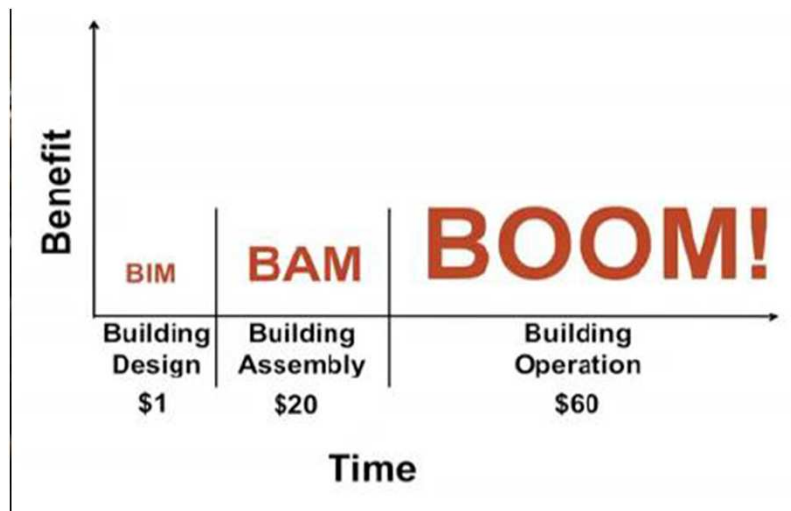 Benefit
BIM
BAM
BOOM!
Building
Design
$1
Building
Assembly
$20
Building
Operation
$60
Time